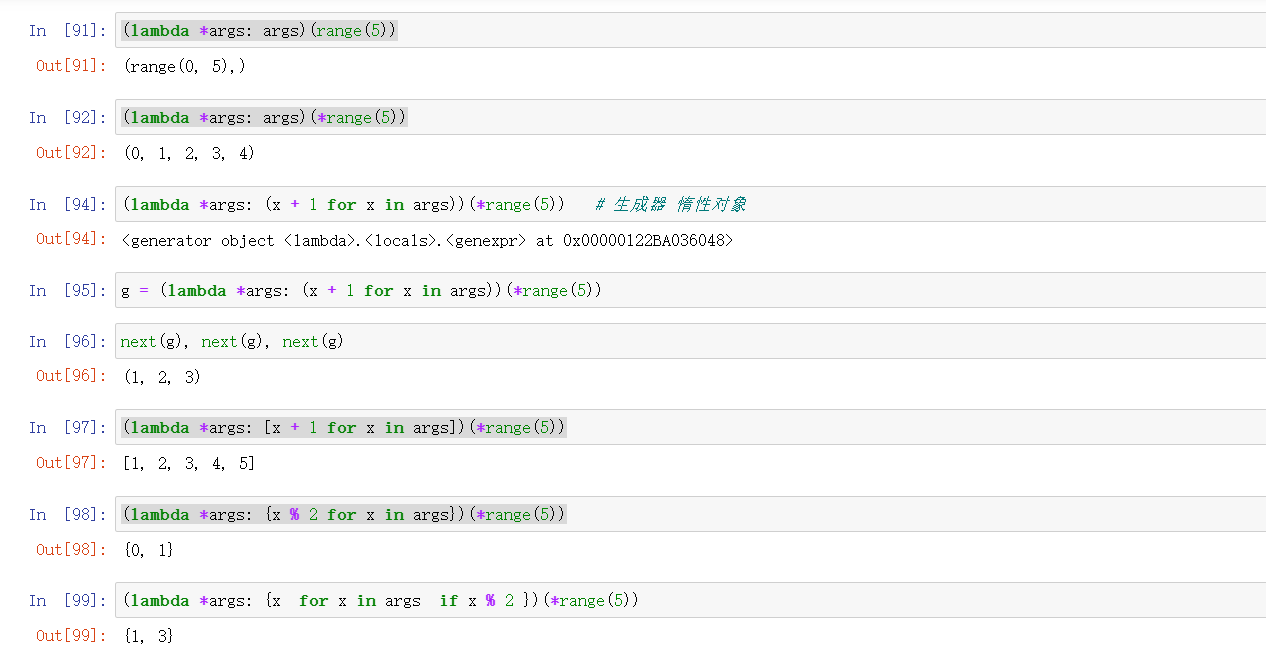 In [91]: (lambda *args: args)(range(5))
Out[91]: (range(0, 5),)
In [92]: (lambda *args: args)(*range(5))
Out[92]: (0, 1, 2, 3, 4)
In [94]: (lambda *args: (x + 1 for x in args))(*range(5))   # 生成器 惰性对象
Out[94]: <generator object <lambda>.<locals>.<genexpr> at 0x00000122BA036048>
In [95]: g = (lambda *args: (x + 1 for x in args))(*range(5))
In [96]: next(g), next(g), next(g)
Out[96]: (1, 2, 3)
In [97]: (lambda *args: [x + 1 for x in args])(*range(5))
Out[97]: [1, 2, 3, 4, 5]
In [98]: (lambda *args: {x % 2 for x in args})(*range(5))
Out[98]: {0, 1}
In [99]: (lambda *args: {x  for x in args  if x % 2 })(*range(5))
Out[99]: {1, 3}